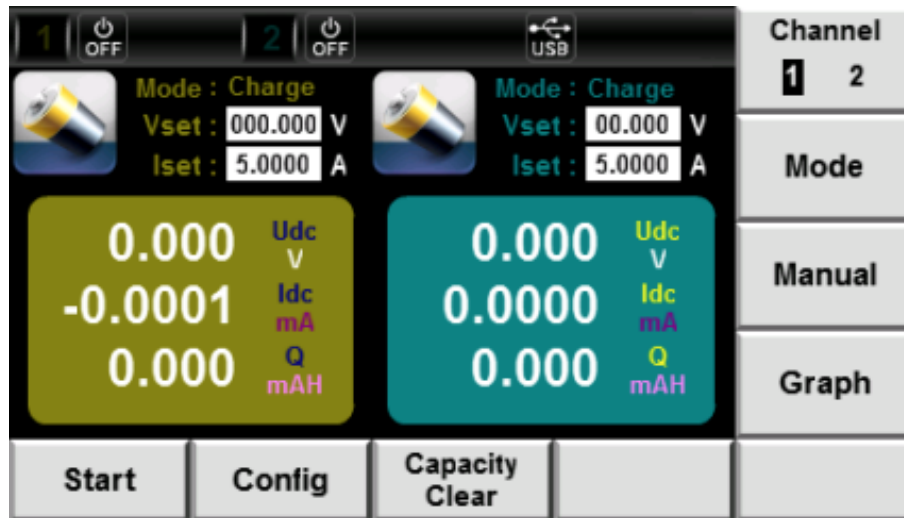 1 OFF 2 OFF USB
Channel
1 2
Mode : Charge
Vset : 000.000 V
Iset : 5.0000 A
Mode : Charge
Vset : 00.000 V
Iset : 5.0000 A
Mode
0.000 Udc V
-0.0001 Idc mA
0.000 Q mAH
0.000 Udc V
0.0000 Idc mA
0.000 Q mAH
Manual
Graph
Start
Config
Capacity
Clear